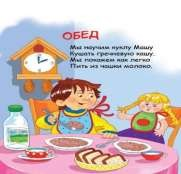 ОБЕД
Мы научим куклу Машу
Кушать гречневую кашу.
Мы покажем как легко
Пить из чашки молоко.